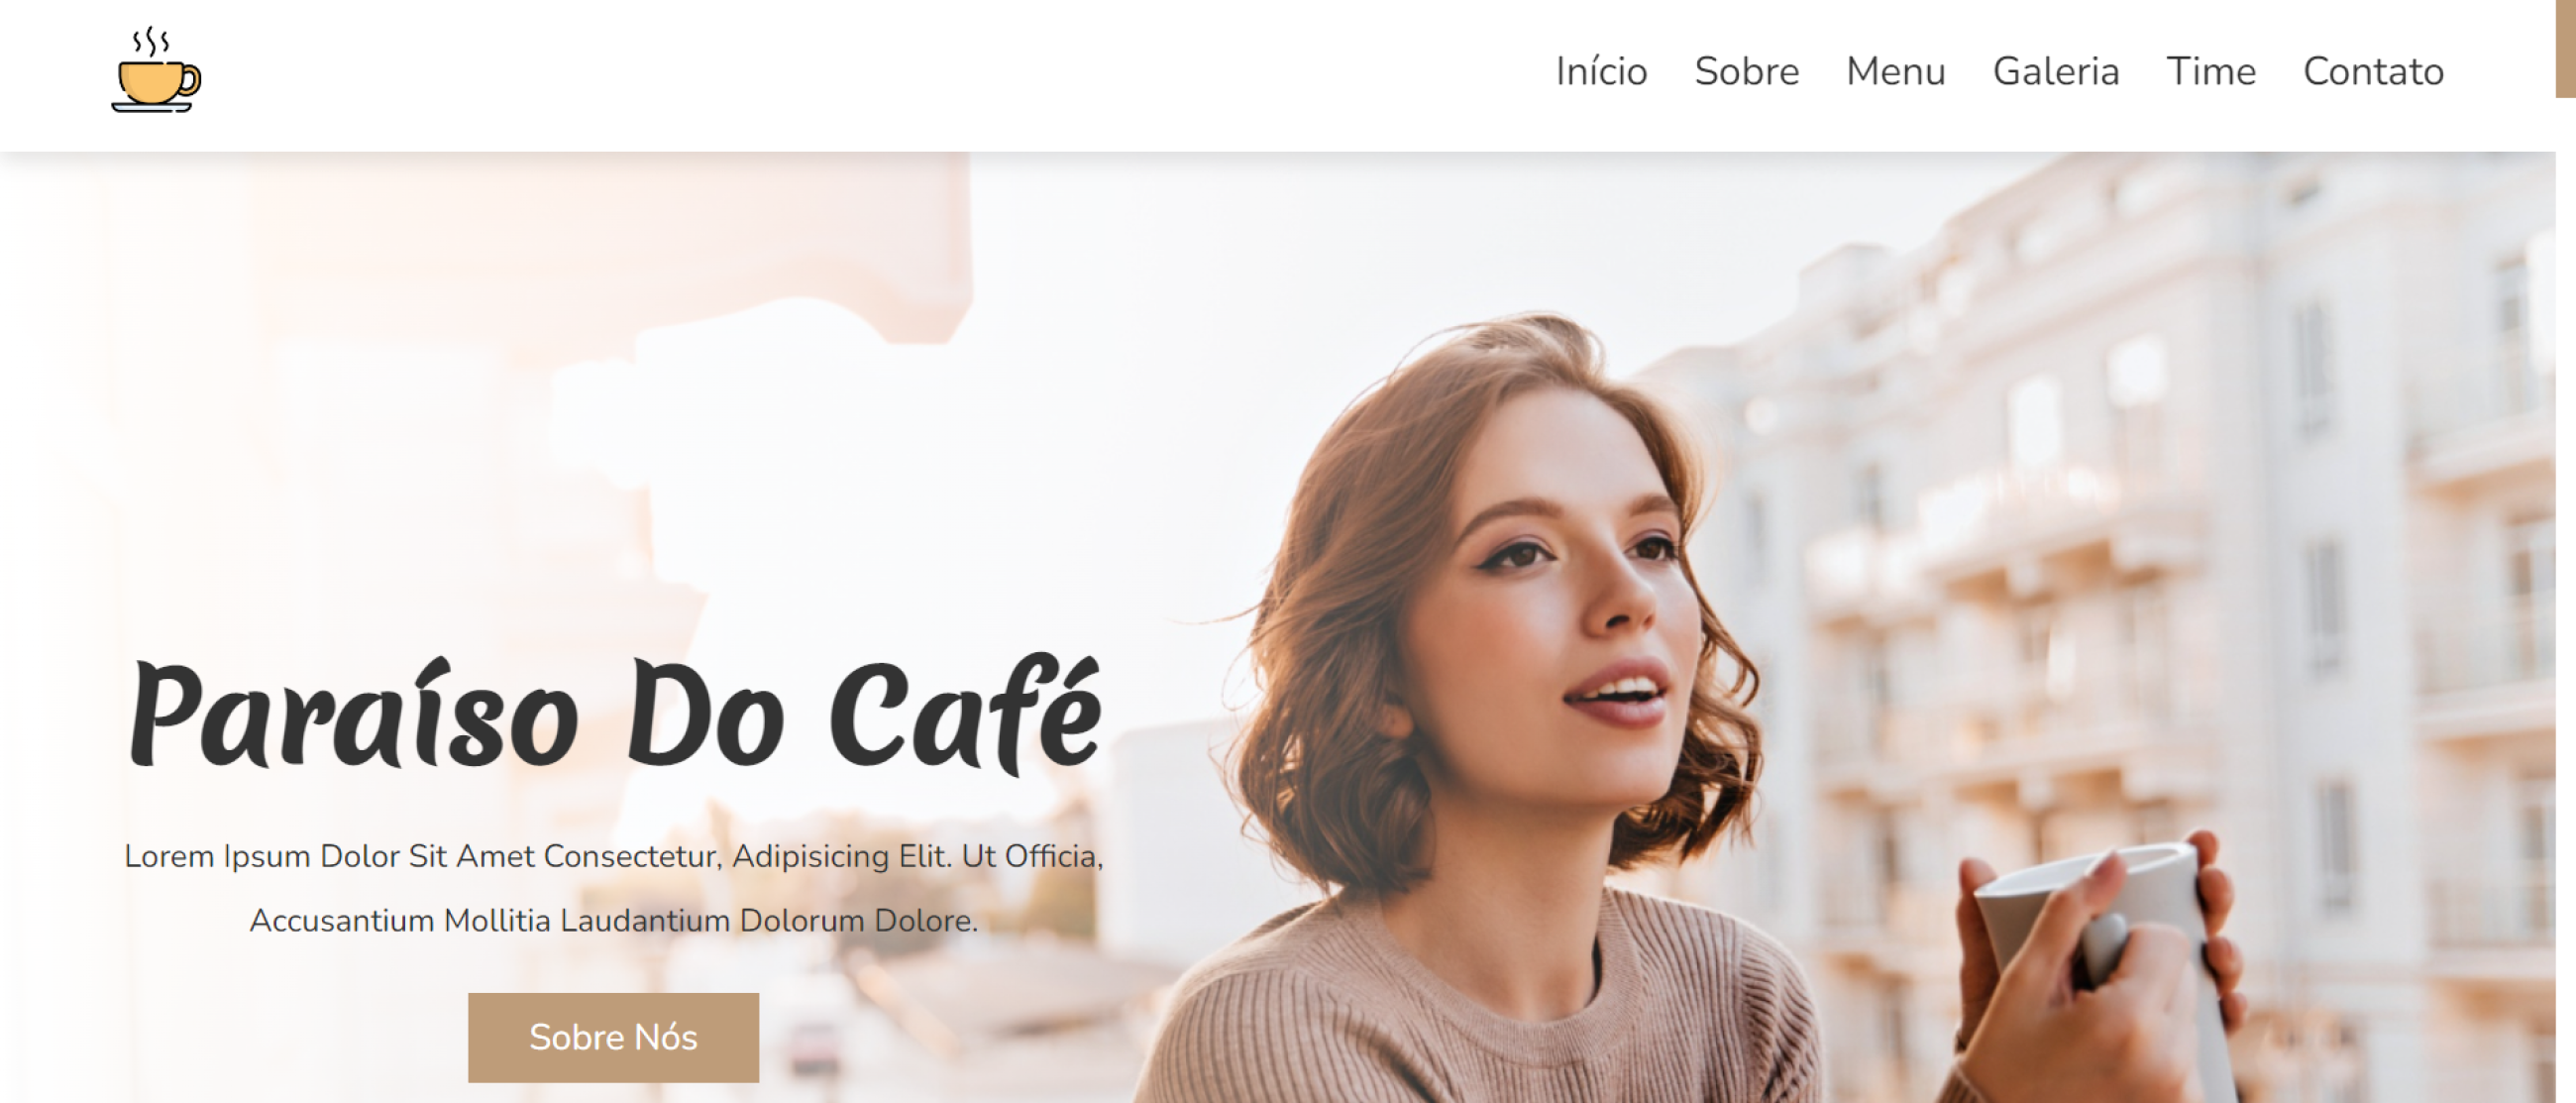 Início Sobre Menu Galeria Time Contato
Paraíso Do Café
Lorem Ipsum Dolor Sit Amet Consectetur, Adipisicing Elit. Ut Officia,
Accusantium Mollitia Laudantium Dolorum Dolore.
Sobre Nós